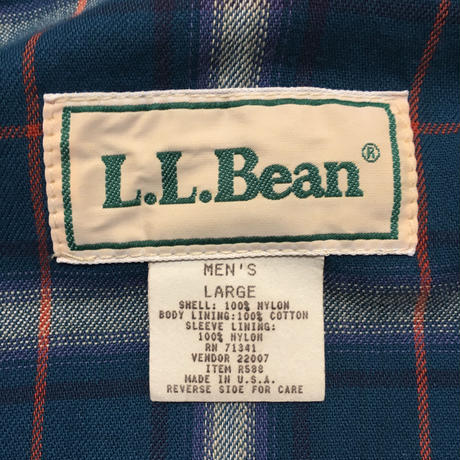 L.L.Bean®
MEN'S
LARGE
SHELL: 100% NYLON
BODY LINING: 100% COTTON
SLEEVE LINING:
100% NYLON
RN 71341
VENDOR 22007
ITEM R588
MADE IN U.S.A.
REVERSE SIDE FOR CARE